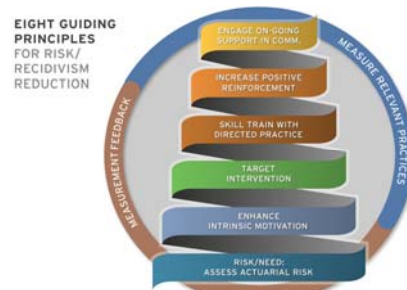 EIGHT GUIDING
PRINCIPLES
FOR RISK/
RECIDIVISM
REDUCTION
ENGAGE ON-GOING
SUPPORT IN COMM.
INCREASE POSITIVE
REINFORCEMENT
SKILL TRAIN WITH
DIRECTED PRACTICE
TARGET
INTERVENTION
ENHANCE
INTRINSIC MOTIVATION
RISK/NEED:
ASSESS ACTUARIAL RISK
MEASUREMENT FEEDBACK
MEASURE RELEVANT PRACTICES